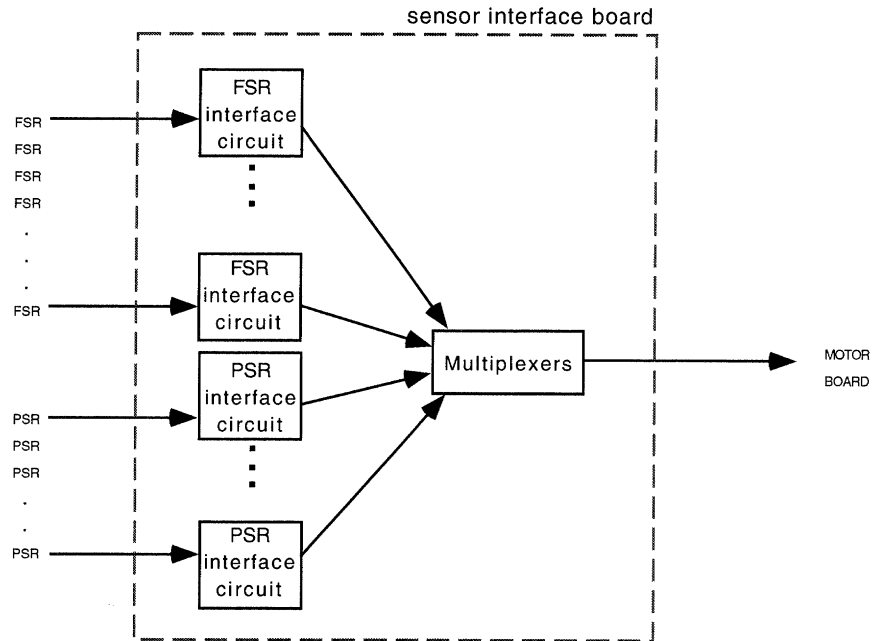 sensor interface board
FSR
interface
circuit
FSR
FSR
FSR
FSR
.
.
.
FSR
FSR
interface
circuit
Multiplexers
MOTOR
BOARD
PSR
interface
circuit
PSR
PSR
PSR
.
.
PSR
PSR
interface
circuit